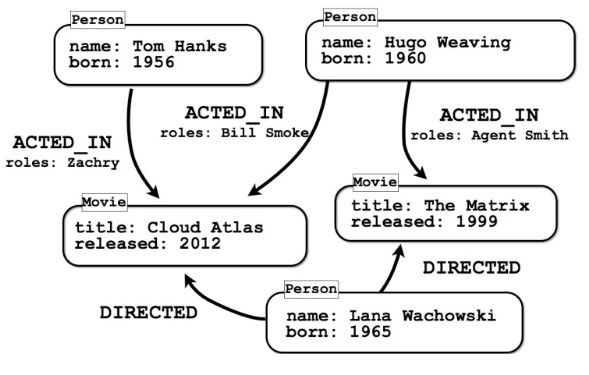 Person
name: Tom Hanks
born: 1956
Person
name: Hugo Weaving
born: 1960
ACTED_IN
roles: Zachry
ACTED_IN
roles: Bill Smoke
ACTED_IN
roles: Agent Smith
Movie
title: Cloud Atlas
released: 2012
Movie
title: The Matrix
released: 1999
DIRECTED
DIRECTED
Person
name: Lana Wachowski
born: 1965